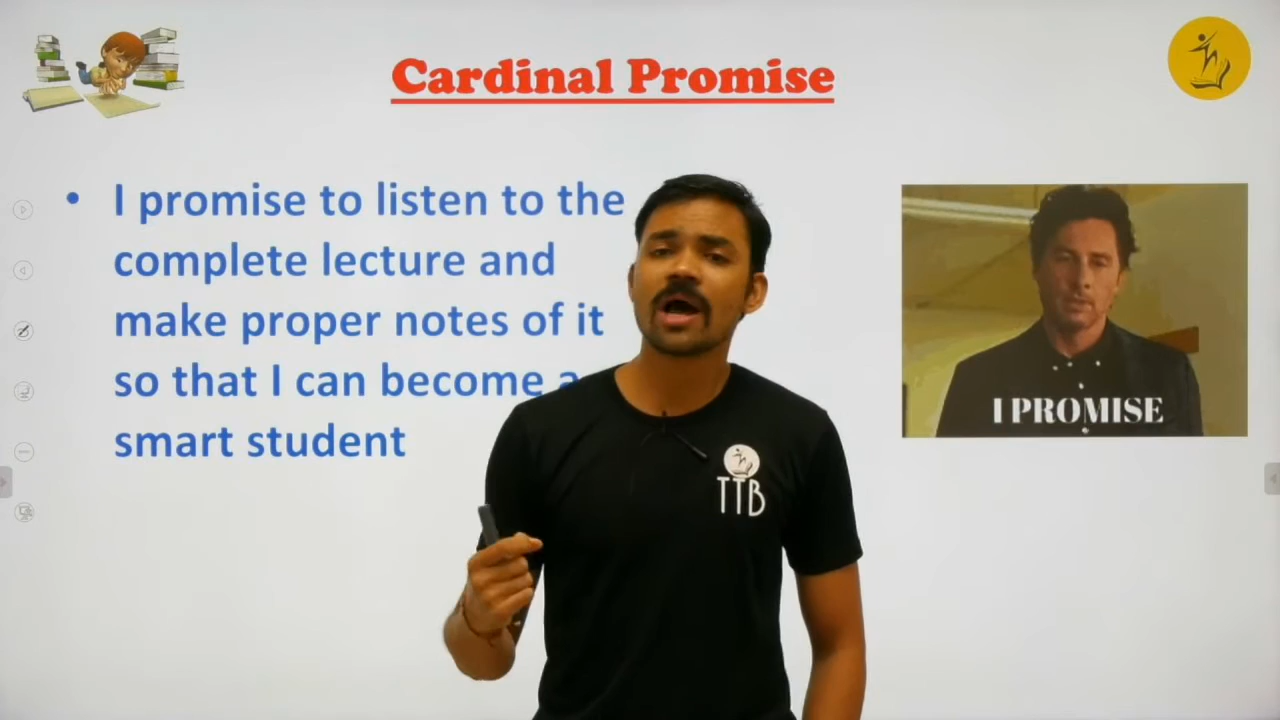 Cardinal Promise
• I promise to listen to the
complete lecture and
make proper notes of it
so that I can become a
smart student
I PROMISE
TTB